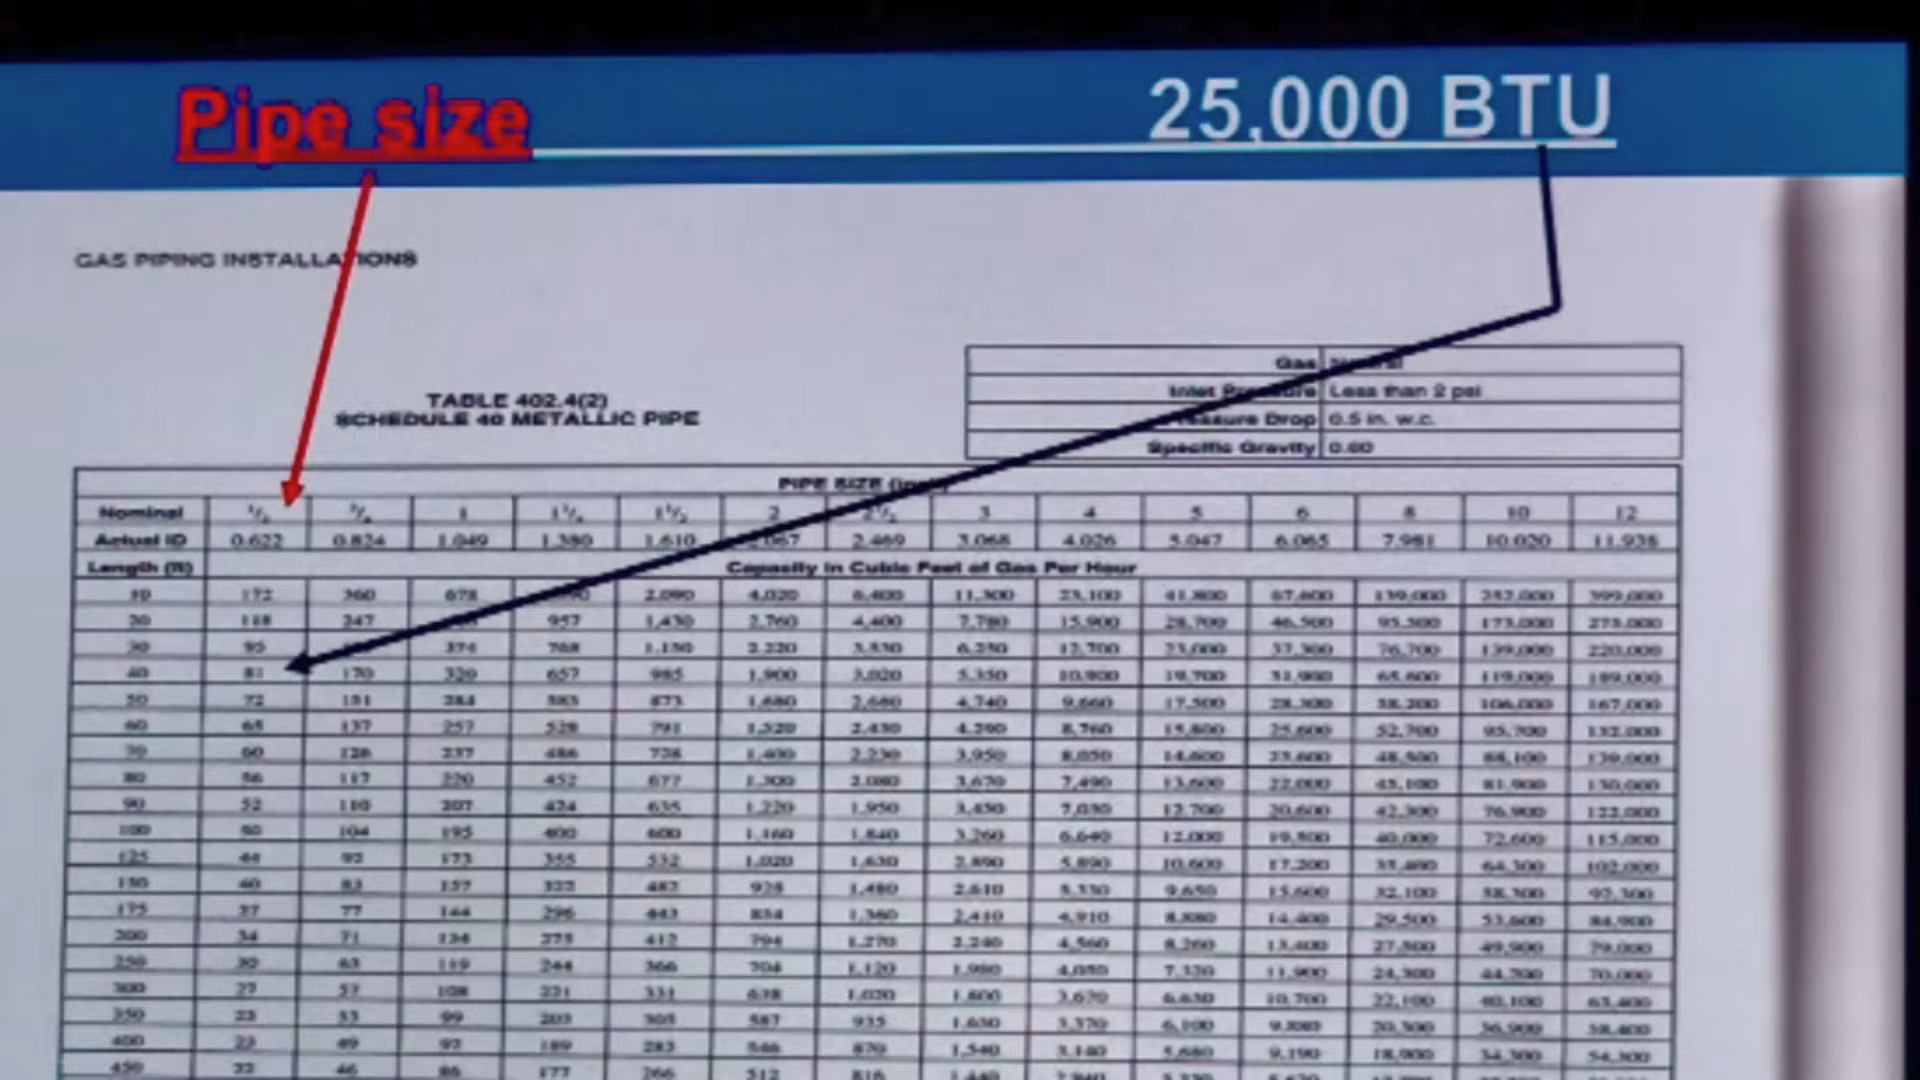 Pipe size 25,000 BTU
GAS PIPING INSTALLATIONS
TABLE 402.4(2)
SCHEDULE 40 METALLIC PIPE
Gas
Inlet Pressure Less than 2 psi
Pressure Drop 0.5 in. w.c.
Specific Gravity 0.60
PIPE SIZE
Nominal 1/2 3/4 1 1 1/4 1 1/2 2 2 1/2 3 4 5 6 8 10 12
Actual ID 0.622 0.824 1.049 1.380 1.610 2.067 2.469 3.068 4.026 5.047 6.065 7.981 10.020 11.938
Length (ft) Capacity in Cubic Feet of Gas Per Hour
10 172 360 678 2,090 4,020 6,400 11,300 23,100 41,800 67,600 139,000 252,000 399,000
20 118 247 957 1,430 2,760 4,400 7,780 15,900 28,700 46,500 95,500 173,000 275,000
30 95 374 768 1,150 2,220 3,530 6,250 12,700 23,000 37,300 76,700 139,000 220,000
40 81 170 320 657 985 1,900 3,020 5,350 10,900 19,700 31,900 65,600 119,000 189,000
50 72 151 284 583 873 1,680 2,680 4,740 9,660 17,500 28,300 58,200 106,000 167,000
60 65 137 257 528 791 1,520 2,430 4,290 8,760 15,800 25,600 52,700 95,700 152,000
70 60 126 237 486 728 1,400 2,230 3,950 8,050 14,600 23,600 48,500 88,100 139,000
80 56 117 220 452 677 1,300 2,080 3,670 7,490 13,600 22,000 45,100 81,900 130,000
90 52 110 207 424 635 1,220 1,950 3,450 7,030 12,700 20,600 42,300 76,900 122,000
100 50 104 195 400 600 1,160 1,840 3,260 6,640 12,000 19,500 40,000 72,600 115,000
125 44 92 173 355 532 1,020 1,630 2,890 5,890 10,600 17,200 35,400 64,300 102,000
150 40 83 157 322 482 928 1,480 2,610 5,330 9,650 15,600 32,100 58,300 92,300
175 37 77 144 296 443 854 1,360 2,410 4,910 8,880 14,400 29,500 53,600 84,900
200 34 71 134 275 412 794 1,270 2,240 4,560 8,260 13,400 27,500 49,900 79,000
250 30 63 119 244 366 704 1,120 1,980 4,050 7,320 11,900 24,300 44,200 70,000
300 27 57 108 221 331 638 1,020 1,800 3,670 6,630 10,700 22,100 40,100 63,400
350 25 53 99 203 305 587 935 1,650 3,370 6,100 9,880 20,300 36,900 58,400
400 23 49 92 189 283 546 870 1,540 3,140 5,680 9,190 18,900 34,300 54,300
450 22 46 86 177 266 512 816 1,440